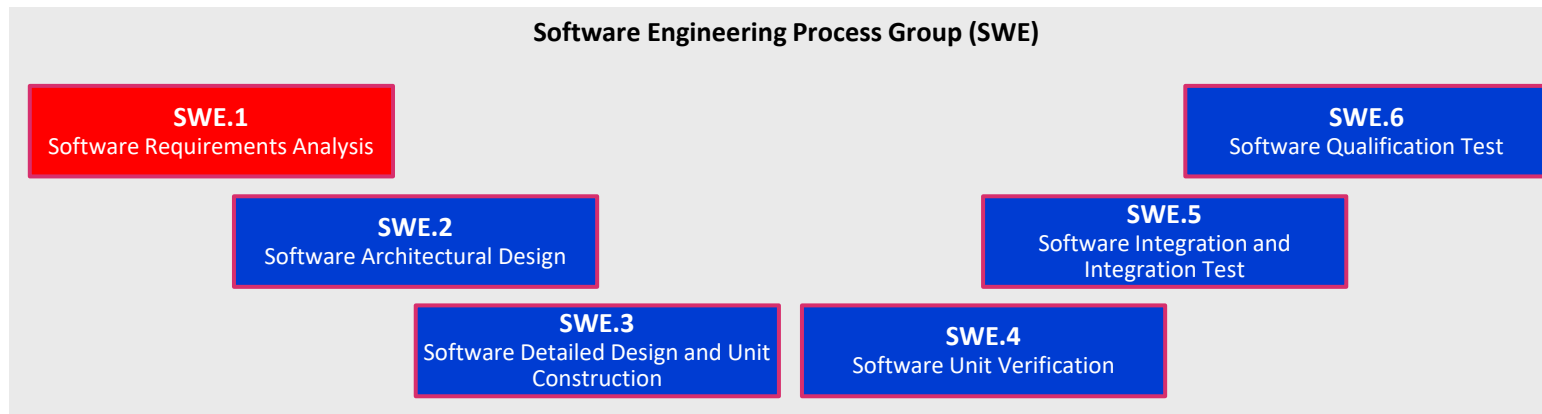 Software Engineering Process Group (SWE)
SWE.1
Software Requirements Analysis
SWE.6
Software Qualification Test
SWE.2
Software Architectural Design
SWE.5
Software Integration and
Integration Test
SWE.3
Software Detailed Design and Unit
Construction
SWE.4
Software Unit Verification